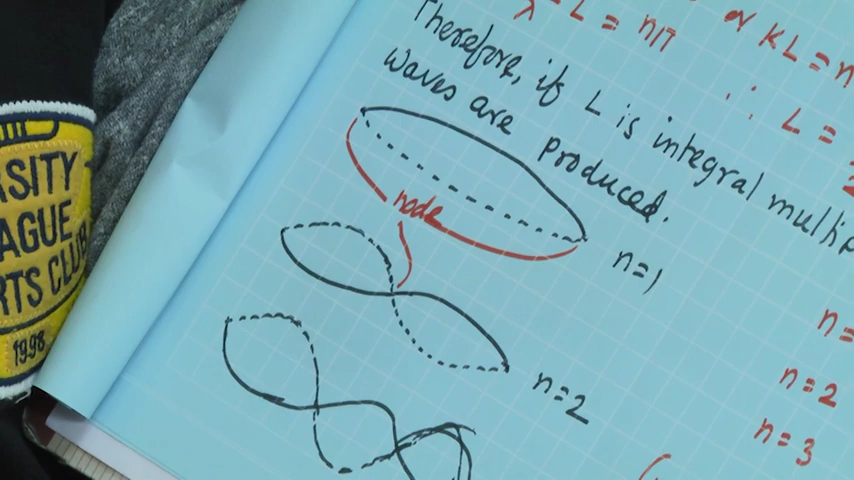 L = nπ or KL = n
∴ L =
Therefore, if L is integral multip
waves are produced.
node
n=1
n=2
n=
n=2
n=3
RSITY
AGUE
RTS CLUB
1998